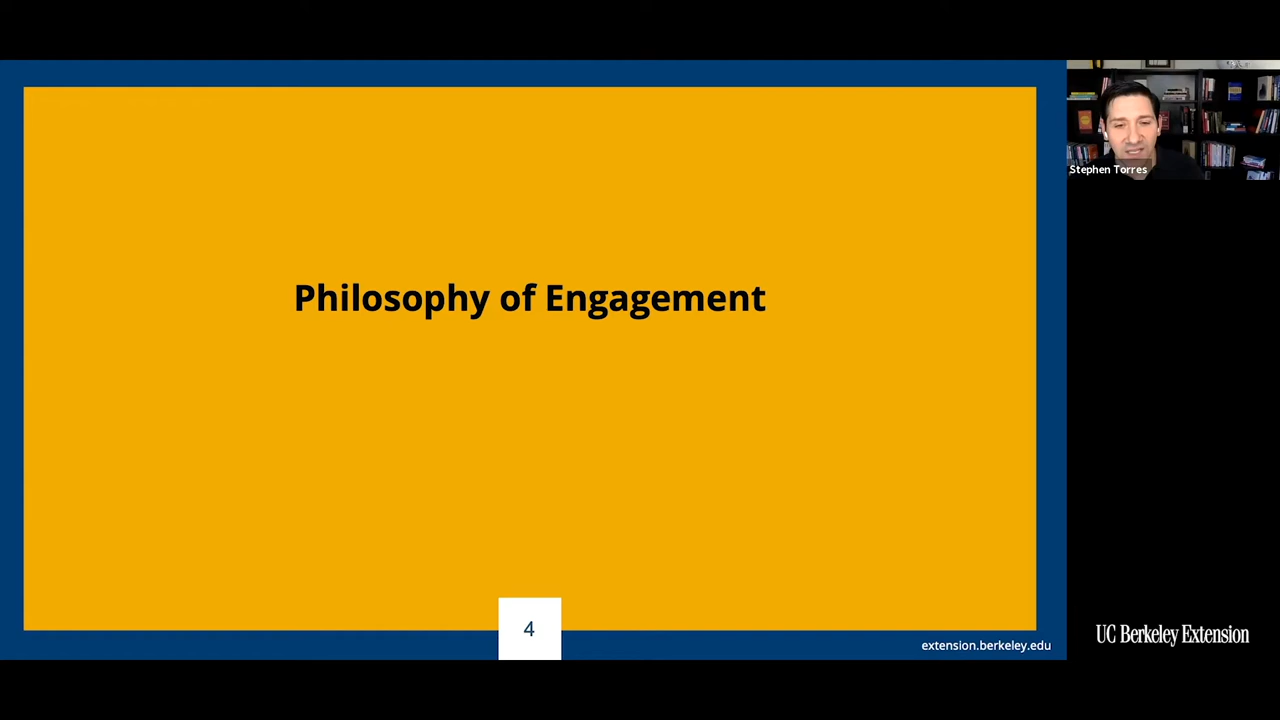 Philosophy of Engagement
4
extension.berkeley.edu
Stephen Torres
UC Berkeley Extension